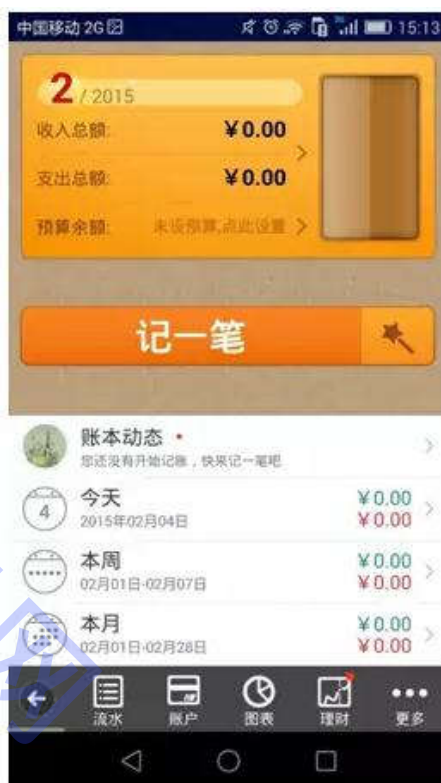 中国移动 2G 15:13
2 / 2015
收入总额: ¥0.00
支出总额: ¥0.00
预算余额: 未设预算,点此设置
记一笔
账本动态
您还没有开始记账，快来记一笔吧
4 今天 ¥0.00
2015年02月04日 ¥0.00
本周 ¥0.00
02月01日-02月07日 ¥0.00
本月 ¥0.00
02月01日-02月28日 ¥0.00
流水 账户 图表 理财 更多